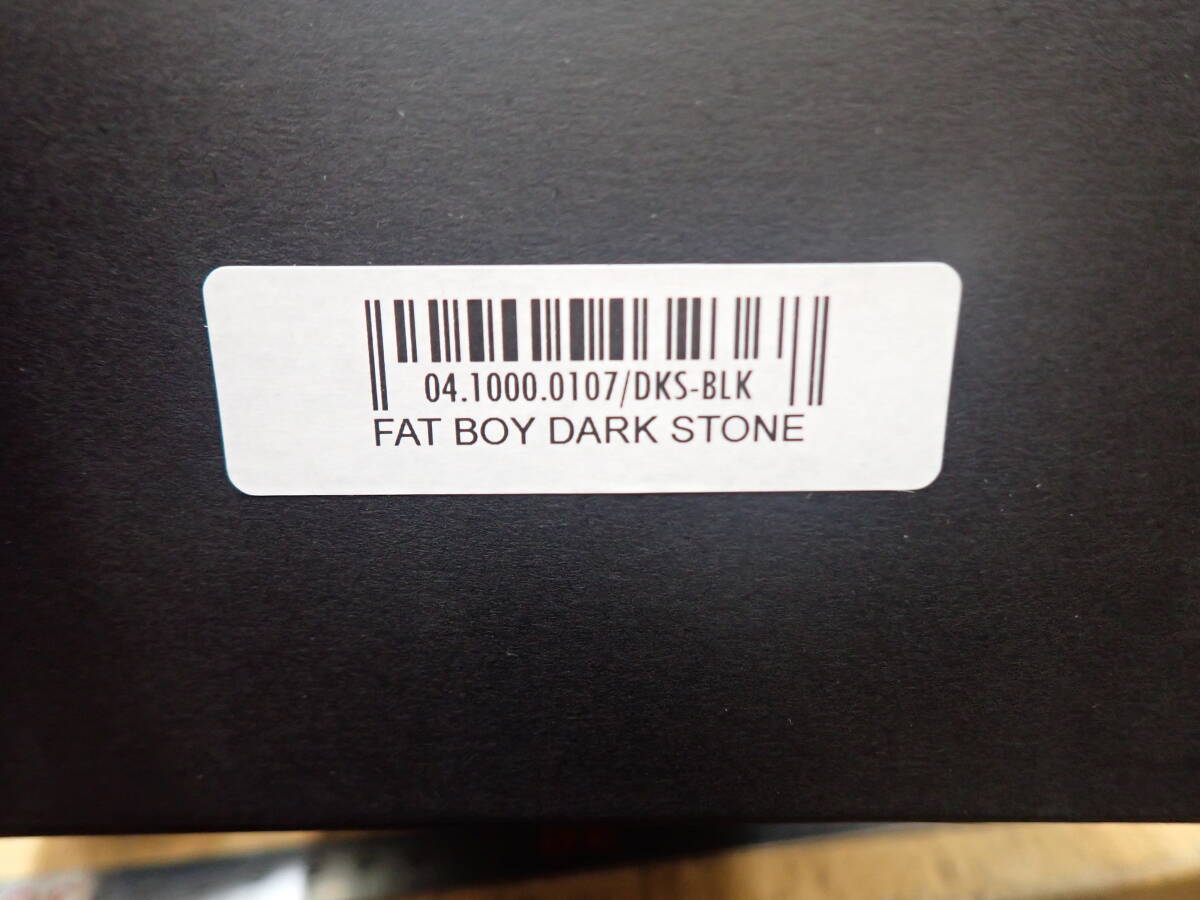 04.1000.0107/DKS-BLK
FAT BOY DARK STONE